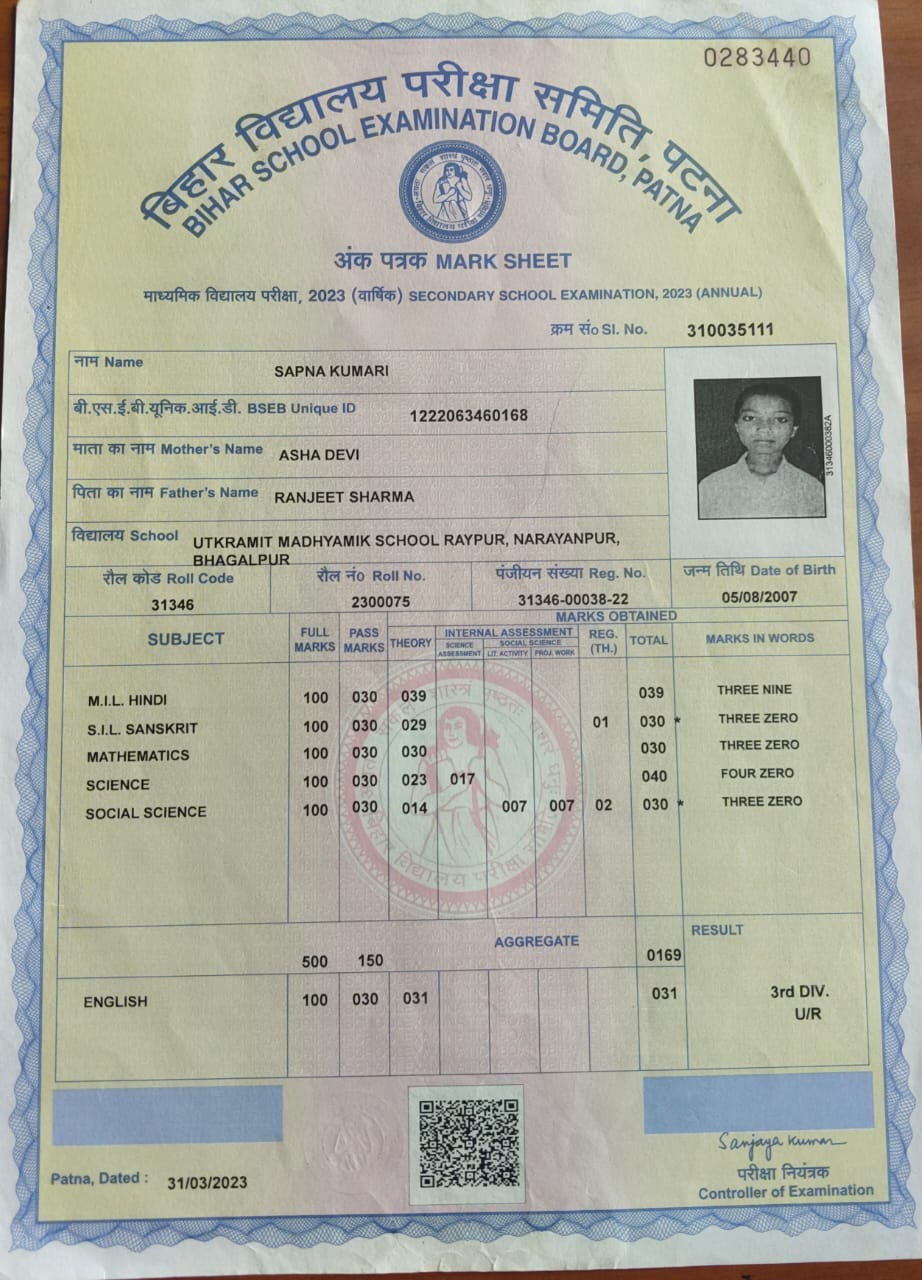 0283440
बिहार विद्यालय परीक्षा समिति, पटना
BIHAR SCHOOL EXAMINATION BOARD, PATNA
अंक पत्रक MARK SHEET
माध्यमिक विद्यालय परीक्षा, 2023 (वार्षिक) SECONDARY SCHOOL EXAMINATION, 2023 (ANNUAL)
क्रम सं० Sl. No. 310035111
नाम Name SAPNA KUMARI
बी.एस.ई.बी.यूनिक.आई.डी. BSEB Unique ID 1222063460168
माता का नाम Mother's Name ASHA DEVI
पिता का नाम Father's Name RANJEET SHARMA
विद्यालय School UTKRAMIT MADHYAMIK SCHOOL RAYPUR, NARAYANPUR,
BHAGALPUR
31346000382A
रौल कोड Roll Code रौल नं० Roll No. पंजीयन संख्या Reg. No. जन्म तिथि Date of Birth
31346 2300075 31346-00038-22 05/08/2007
MARKS OBTAINED
SUBJECT FULL MARKS PASS MARKS THEORY INTERNAL ASSESSMENT REG. (TH.) TOTAL MARKS IN WORDS
SCIENCE ASSESSMENT SOCIAL SCIENCE LIT. ACTIVITY PROJ. WORK
M.I.L. HINDI 100 030 039 039 THREE NINE
S.I.L. SANSKRIT 100 030 029 01 030 * THREE ZERO
MATHEMATICS 100 030 030 030 THREE ZERO
SCIENCE 100 030 023 017 040 FOUR ZERO
SOCIAL SCIENCE 100 030 014 007 007 02 030 * THREE ZERO
AGGREGATE RESULT
500 150 0169
ENGLISH 100 030 031 031 3rd DIV.
U/R
Sanjaya Kumar
परीक्षा नियंत्रक
Patna, Dated : 31/03/2023 Controller of Examination